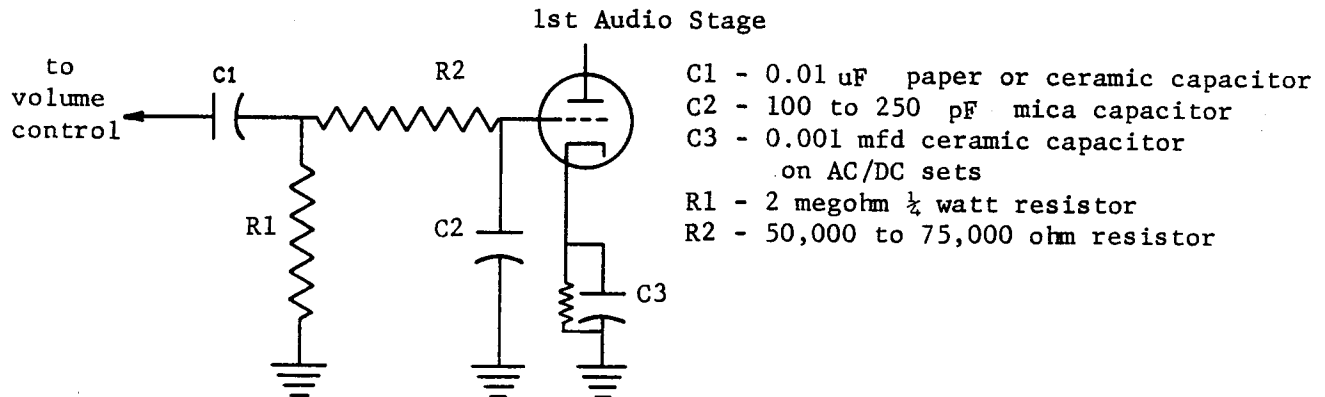 1st Audio Stage
to
volume
control
C1
R2
R1
C2
C3
C1 - 0.01 uF paper or ceramic capacitor
C2 - 100 to 250 pF mica capacitor
C3 - 0.001 mfd ceramic capacitor
on AC/DC sets
R1 - 2 megohm ¼ watt resistor
R2 - 50,000 to 75,000 ohm resistor